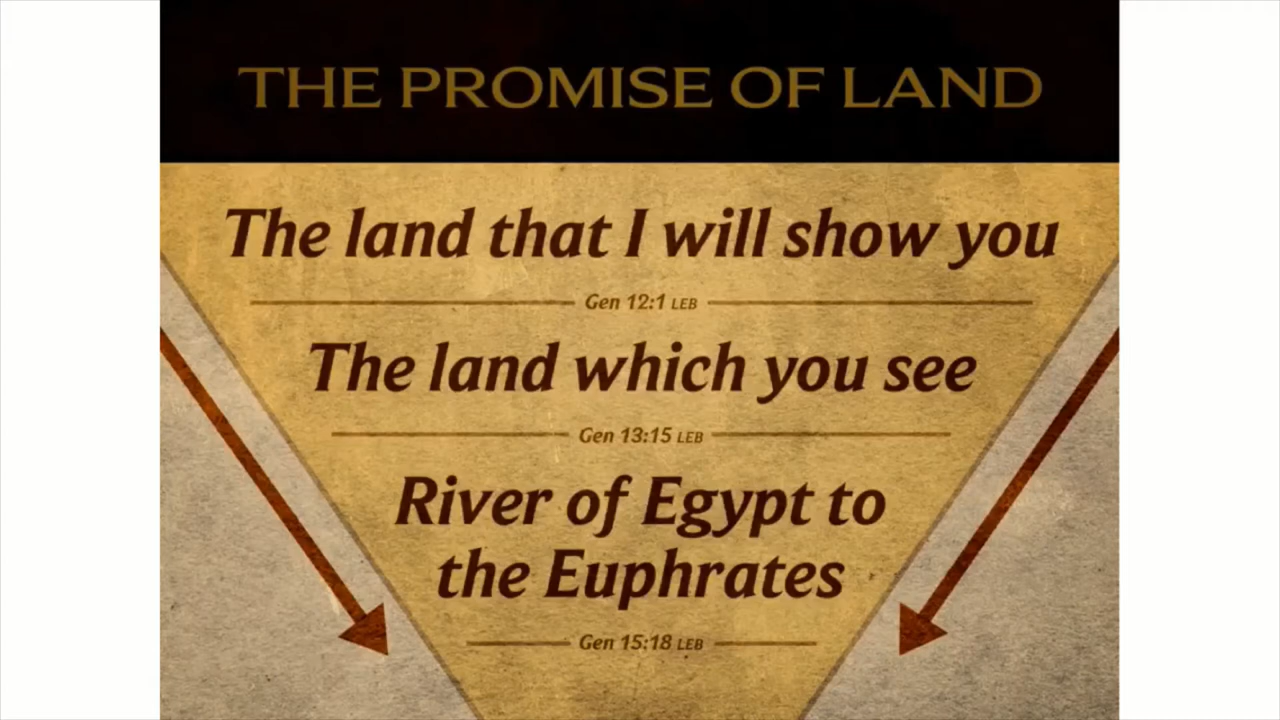 THE PROMISE OF LAND
The land that I will show you
Gen 12:1 LEB
The land which you see
Gen 13:15 LEB
River of Egypt to
the Euphrates
Gen 15:18 LEB